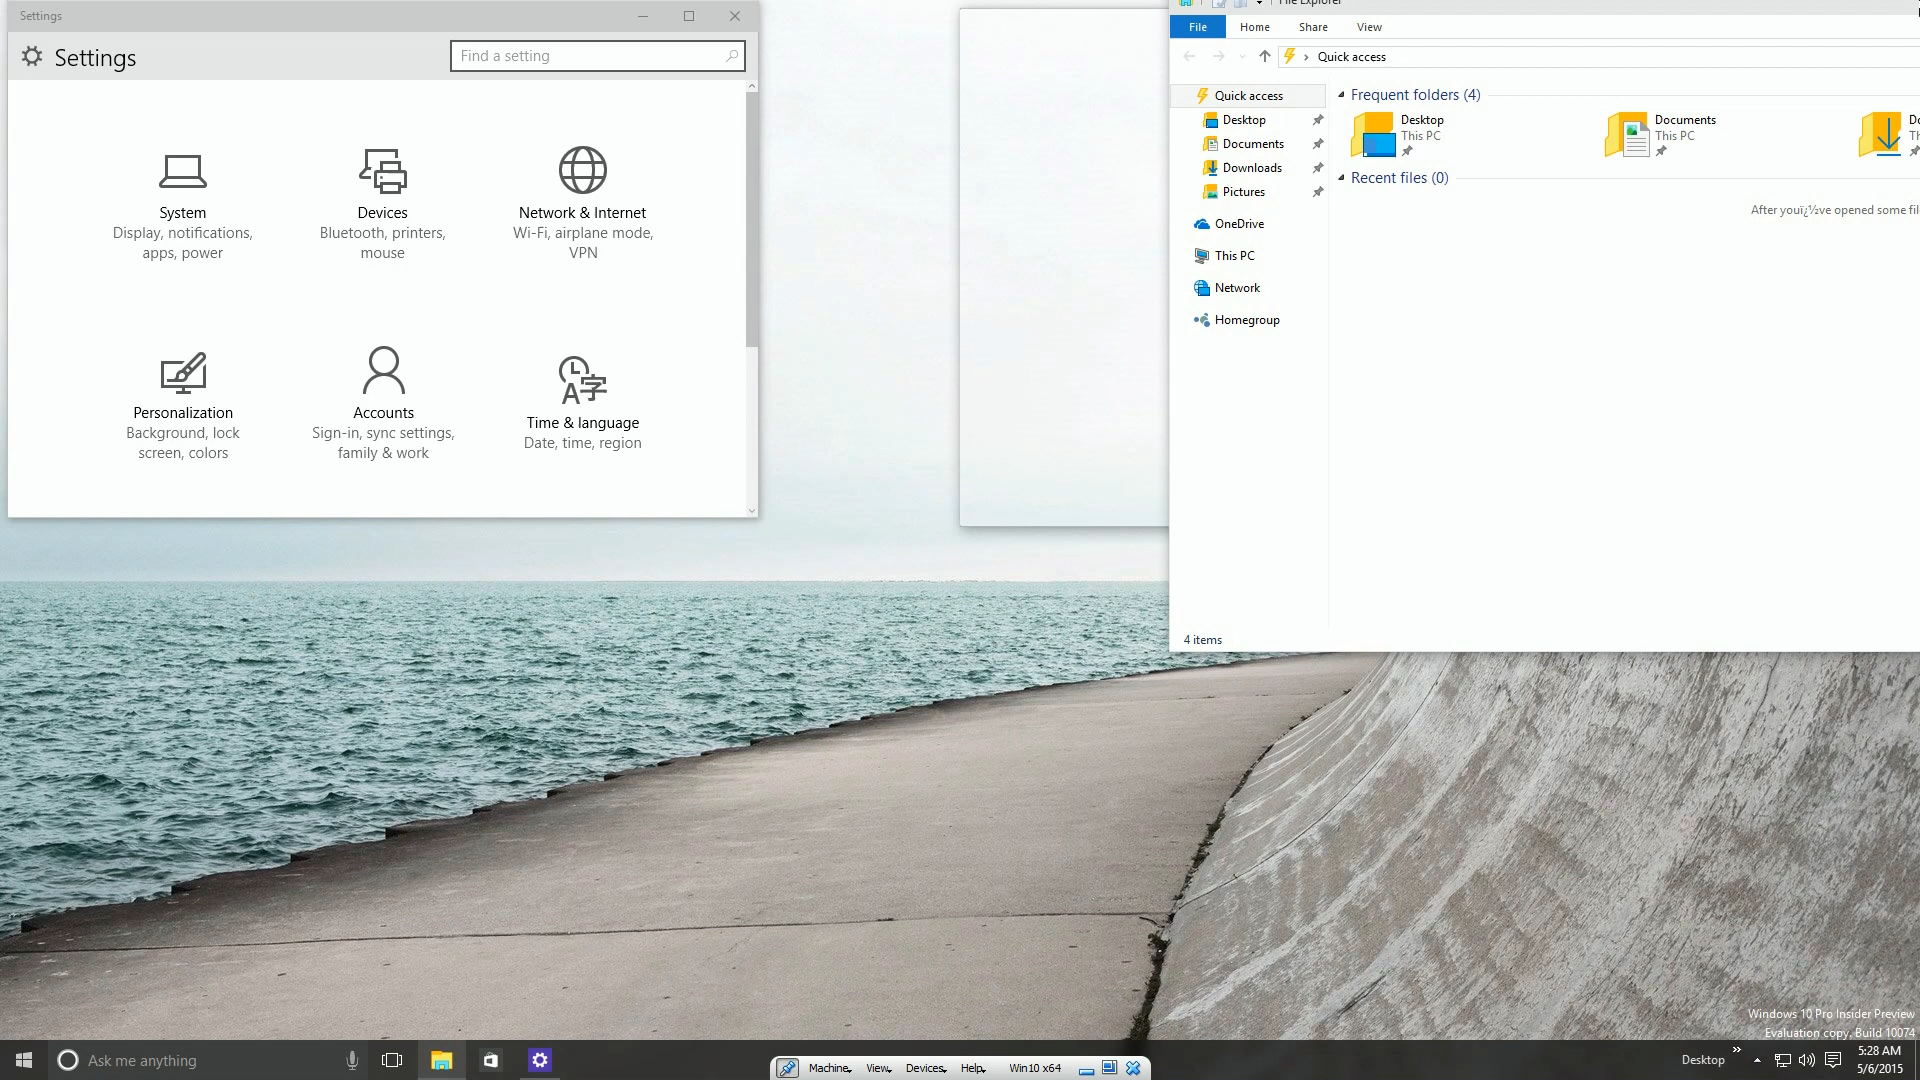 Settings
Settings
Find a setting
System
Display, notifications,
apps, power
Devices
Bluetooth, printers,
mouse
Network & Internet
Wi-Fi, airplane mode,
VPN
Personalization
Background, lock
screen, colors
Accounts
Sign-in, sync settings,
family & work
Time & language
Date, time, region
File Explorer
File
Home
Share
View
Quick access
Quick access
Desktop
Documents
Downloads
Pictures
OneDrive
This PC
Network
Homegroup
Frequent folders (4)
Desktop
This PC
Documents
This PC
Recent files (0)
After youï¿½ve opened some
4 items
Windows 10 Pro Insider Preview
Evaluation copy. Build 10074
Ask me anything
Machine
View
Devices
Help
Win10 x64
Desktop
5:28 AM
5/6/2015